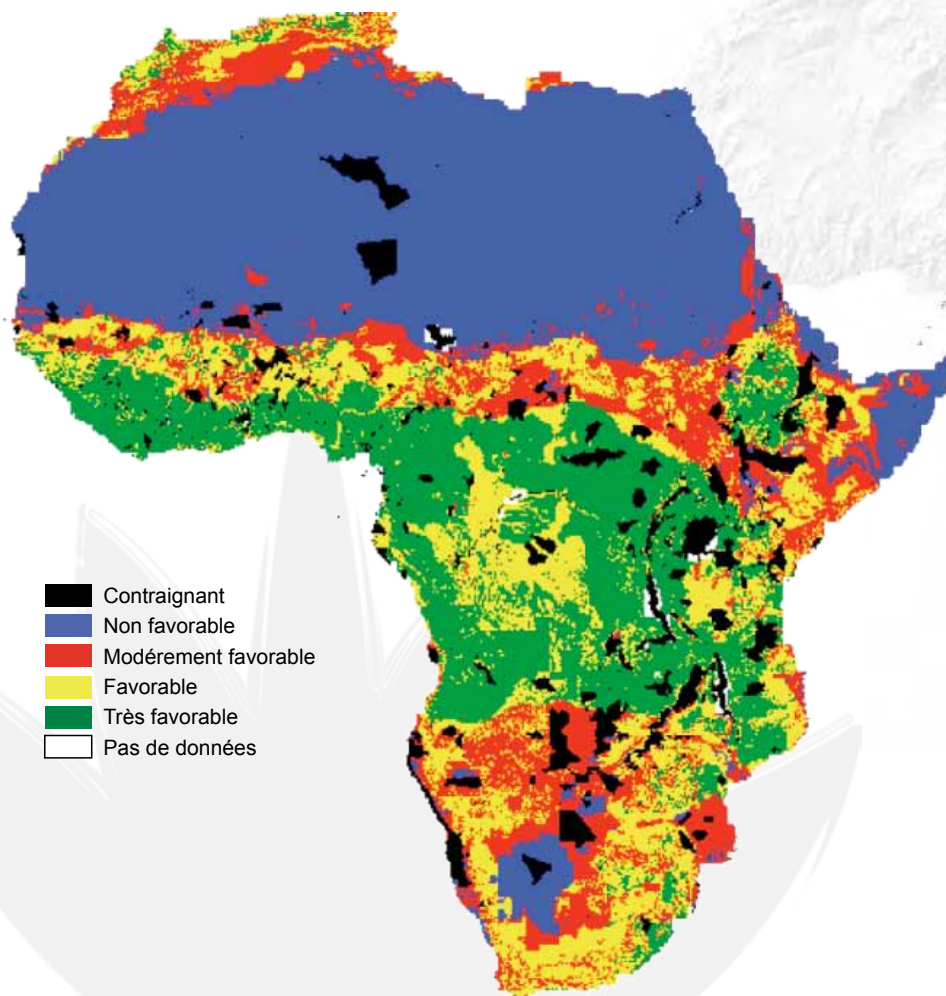 Contraignant
Non favorable
Modérement favorable
Favorable
Très favorable
Pas de données